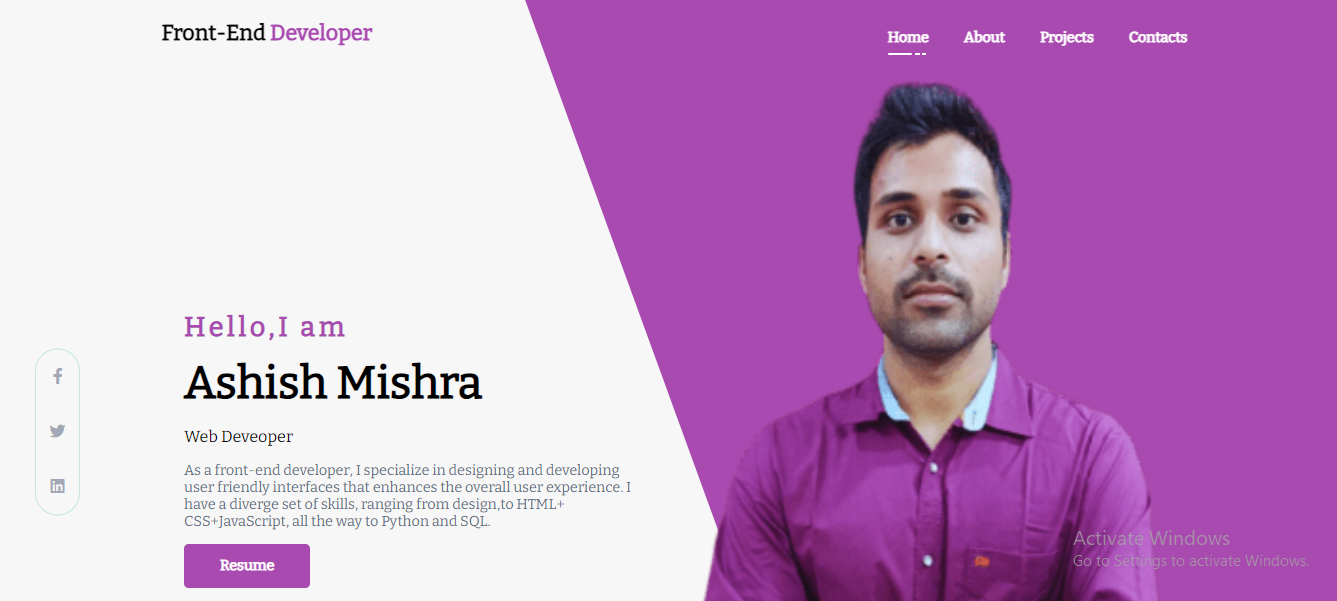 Front-End Developer
Home About Projects Contacts
Hello,I am
Ashish Mishra
Web Deveoper
As a front-end developer, I specialize in designing and developing
user friendly interfaces that enhances the overall user experience. I
have a diverge set of skills, ranging from design,to HTML+
CSS+JavaScript, all the way to Python and SQL.
Resume
Activate Windows
Go to Settings to activate Windows.